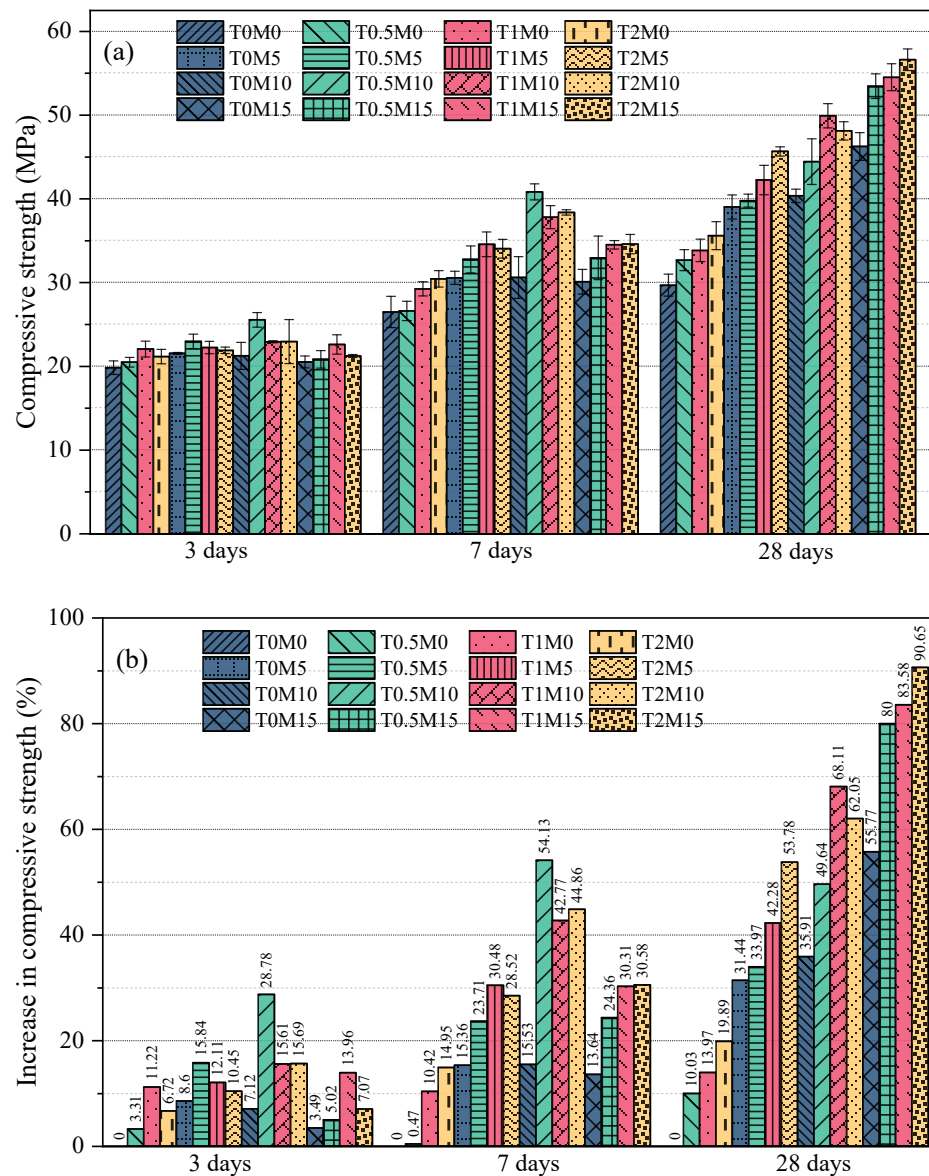 60
50
40
30
20
10
0
Compressive strength (MPa)
(a)
T0M0 T0.5M0 T1M0 T2M0
T0M5 T0.5M5 T1M5 T2M5
T0M10 T0.5M10 T1M10 T2M10
T0M15 T0.5M15 T1M15 T2M15
3 days 7 days 28 days
100
80
60
40
20
0
Increase in compressive strength (%)
(b)
T0M0 T0.5M0 T1M0 T2M0
T0M5 T0.5M5 T1M5 T2M5
T0M10 T0.5M10 T1M10 T2M10
T0M15 T0.5M15 T1M15 T2M15
0 3.31 11.22 6.72 8.6 15.84 12.11 10.45 7.12 28.78 15.61 15.69 3.49 5.02 13.96 7.07
0 0.47 10.42 14.95 15.36 23.71 30.48 28.52 15.53 54.13 42.77 44.86 13.64 24.36 30.31 30.58
0 10.03 13.97 19.89 31.44 33.97 42.28 53.78 35.91 49.64 68.11 62.05 55.77 80 83.58 90.65
3 days 7 days 28 days